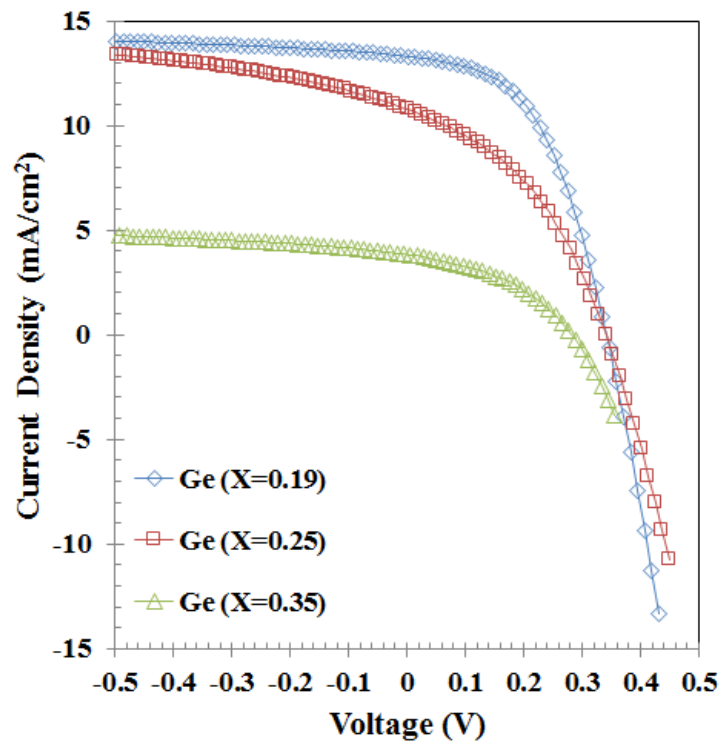 15
10
5
0
-5
-10
-15
Current Density (mA/cm²)
Ge (X=0.19)
Ge (X=0.25)
Ge (X=0.35)
-0.5 -0.4 -0.3 -0.2 -0.1 0 0.1 0.2 0.3 0.4 0.5
Voltage (V)